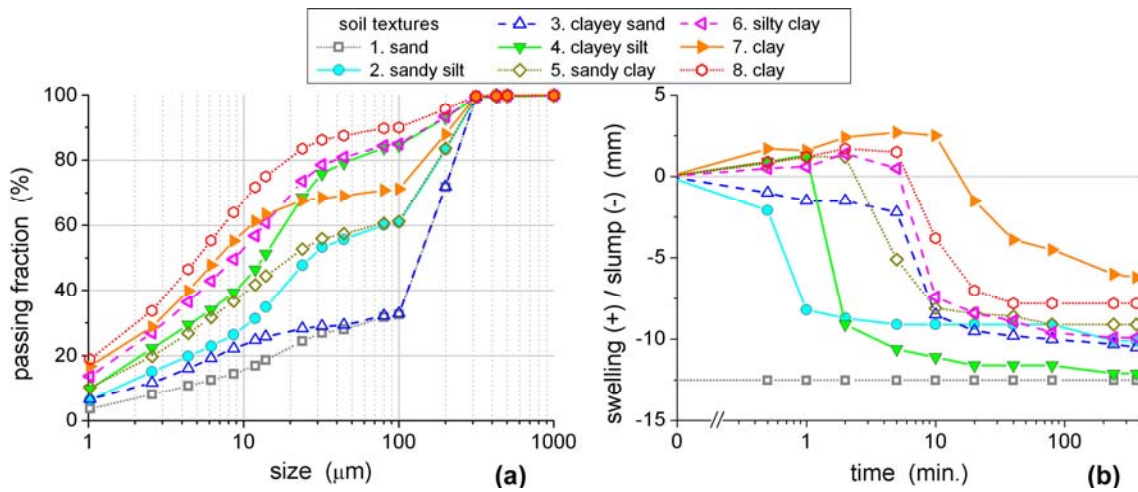 soil textures
3. clayey sand
6. silty clay
1. sand
4. clayey silt
7. clay
2. sandy silt
5. sandy clay
8. clay
100
80
60
40
20
0
passing fraction (%)
1
10
100
1000
size (μm)
(a)
5
0
-5
-10
-15
swelling (+) / slump (-) (mm)
0
1
10
100
time (min.)
(b)